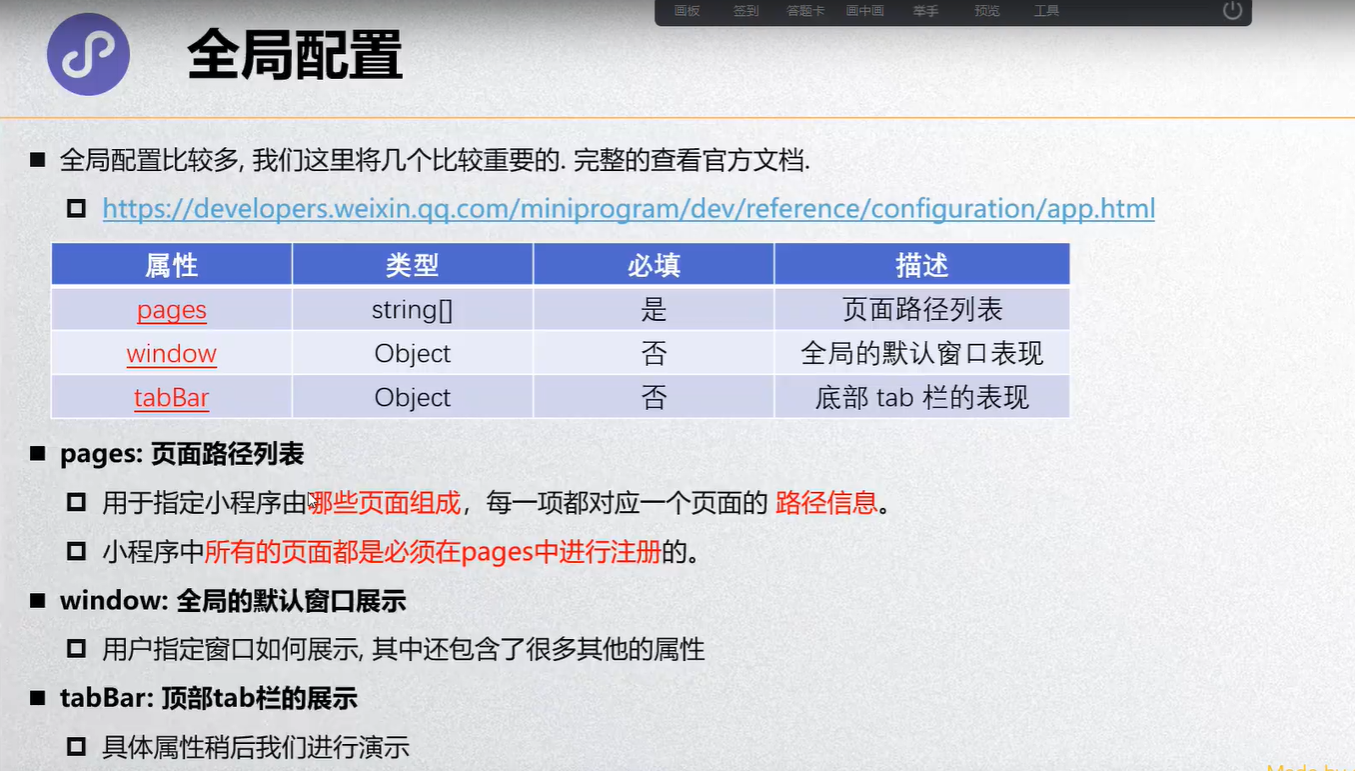 画板 签到 答题卡 画中画 举手 预览 工具
全局配置
全局配置比较多, 我们这里将几个比较重要的. 完整的查看官方文档.
https://developers.weixin.qq.com/miniprogram/dev/reference/configuration/app.html
属性 类型 必填 描述
pages string[] 是 页面路径列表
window Object 否 全局的默认窗口表现
tabBar Object 否 底部 tab 栏的表现
pages: 页面路径列表
用于指定小程序由哪些页面组成，每一项都对应一个页面的 路径信息。
小程序中所有的页面都是必须在pages中进行注册的。
window: 全局的默认窗口展示
用户指定窗口如何展示, 其中还包含了很多其他的属性
tabBar: 顶部tab栏的展示
具体属性稍后我们进行演示
Made by